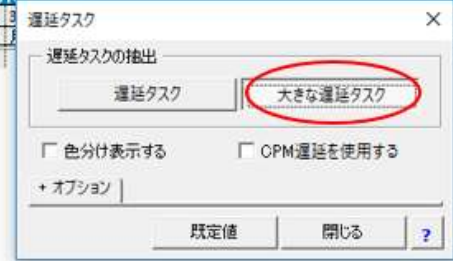 遅延タスク
遅延タスクの抽出
遅延タスク 大きな遅延タスク
色分け表示する CPM遅延を使用する
+ オプション
既定値 閉じる ?